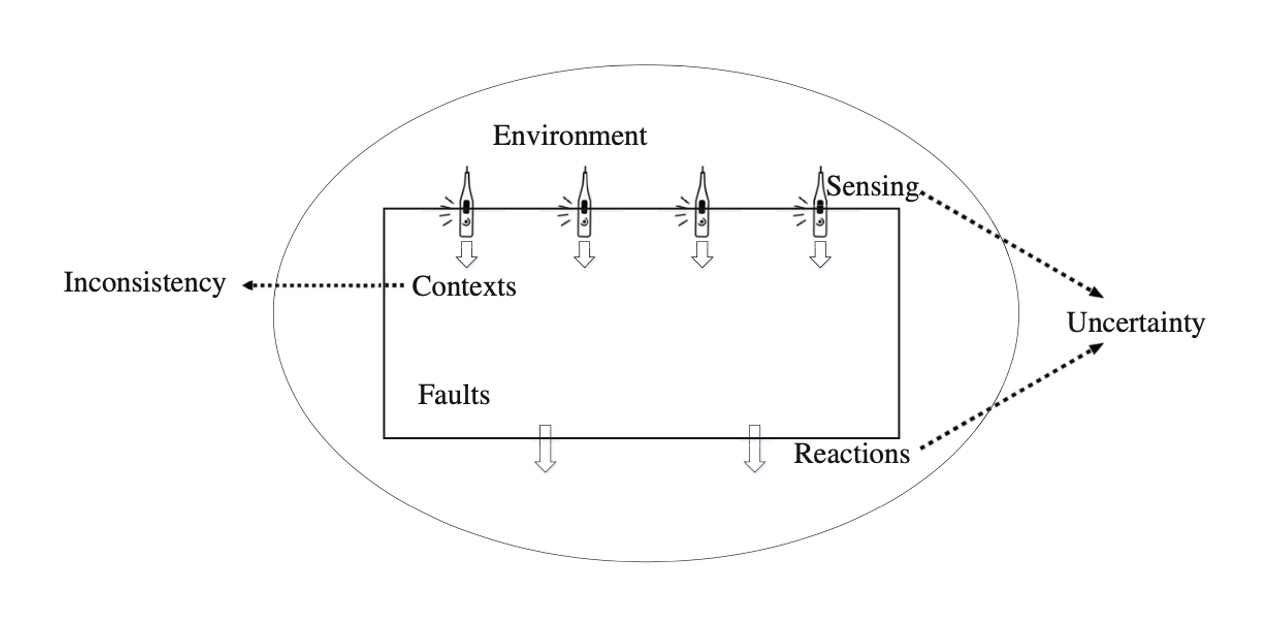 Environment
Sensing
Inconsistency
Contexts
Uncertainty
Faults
Reactions